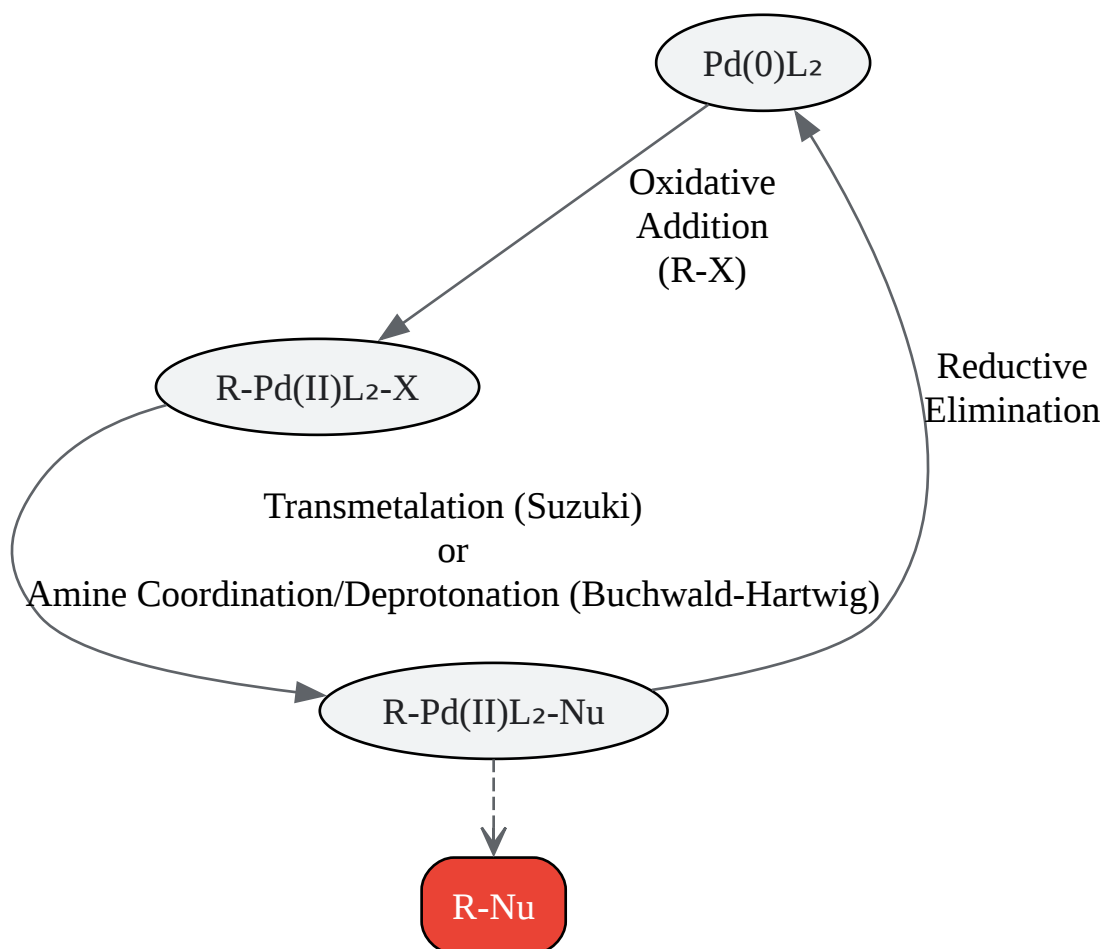 Pd(0)L₂
Oxidative
Addition
(R-X)
Reductive
Elimination
R-Pd(II)L₂-X
Transmetalation (Suzuki)
or
Amine Coordination/Deprotonation (Buchwald-Hartwig)
R-Pd(II)L₂-Nu
R-Nu